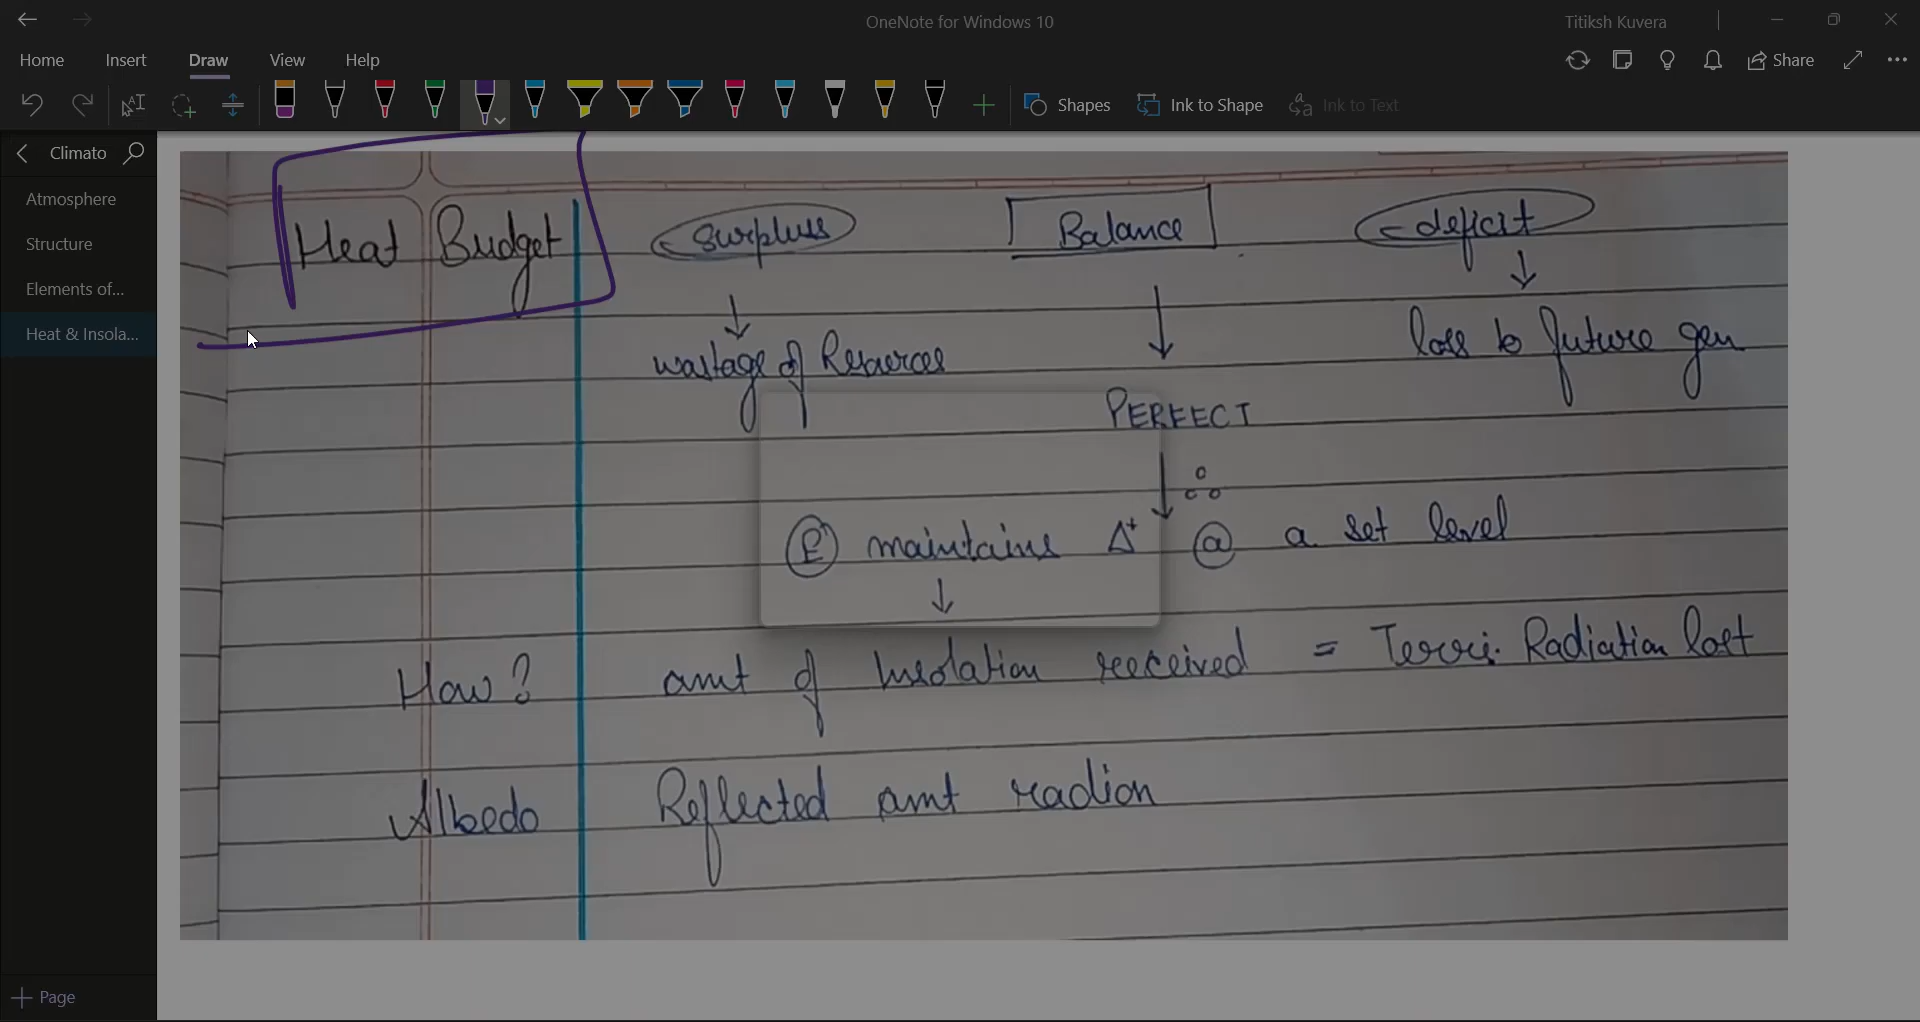 OneNote for Windows 10
Titiksh Kuvera
Home Insert Draw View Help
Share
Shapes Ink to Shape Ink to Text
Climato
Atmosphere
Structure
Elements of...
Heat & Insola...
Page
Heat Budget surpluss Balance deficit
wastage of Resources loss to future gen
PERFECT
E maintains Δ+ @ a set level
How? amt of Insolation received = Terri. Radiation lost
Albedo Reflected amt radion